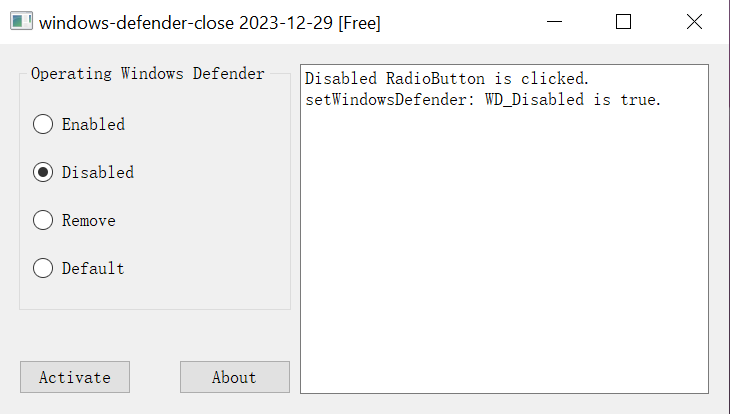 windows-defender-close 2023-12-29 [Free]
Operating Windows Defender
Enabled
Disabled
Remove
Default
Activate
About
Disabled RadioButton is clicked.
setWindowsDefender: WD_Disabled is true.